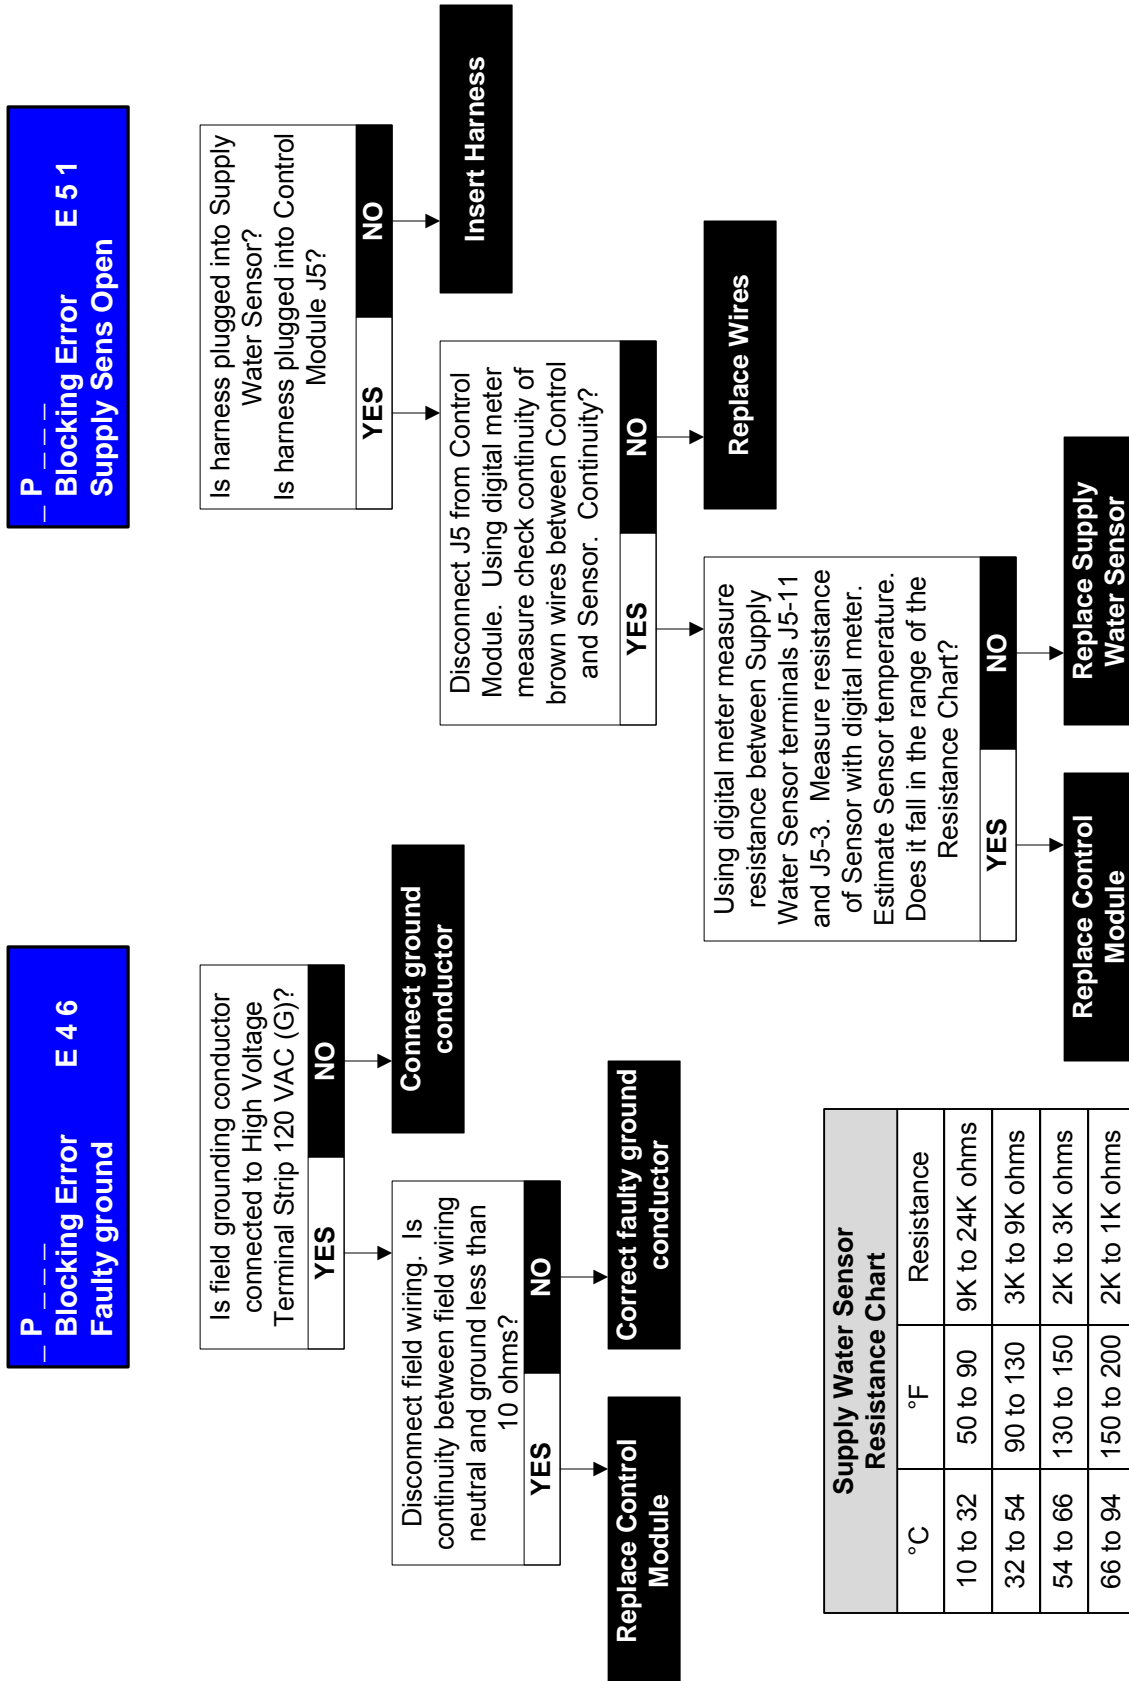 _ P _ _ _
Blocking Error E 4 6
Faulty ground
Is field grounding conductor
connected to High Voltage
Terminal Strip 120 VAC (G)?
YES NO
Connect ground
conductor
Disconnect field wiring. Is
continuity between field wiring
neutral and ground less than
10 ohms?
YES NO
Replace Control
Module
Correct faulty ground
conductor
_ P _ _ _
Blocking Error E 5 1
Supply Sens Open
Is harness plugged into Supply
Water Sensor?
Is harness plugged into Control
Module J5?
YES NO
Insert Harness
Disconnect J5 from Control
Module. Using digital meter
measure check continuity of
brown wires between Control
and Sensor. Continuity?
YES NO
Replace Wires
Using digital meter measure
resistance between Supply
Water Sensor terminals J5-11
and J5-3. Measure resistance
of Sensor with digital meter.
Estimate Sensor temperature.
Does it fall in the range of the
Resistance Chart?
YES NO
Replace Control
Module
Replace Supply
Water Sensor
Supply Water Sensor
Resistance Chart
°C °F Resistance
10 to 32 50 to 90 9K to 24K ohms
32 to 54 90 to 130 3K to 9K ohms
54 to 66 130 to 150 2K to 3K ohms
66 to 94 150 to 200 2K to 1K ohms